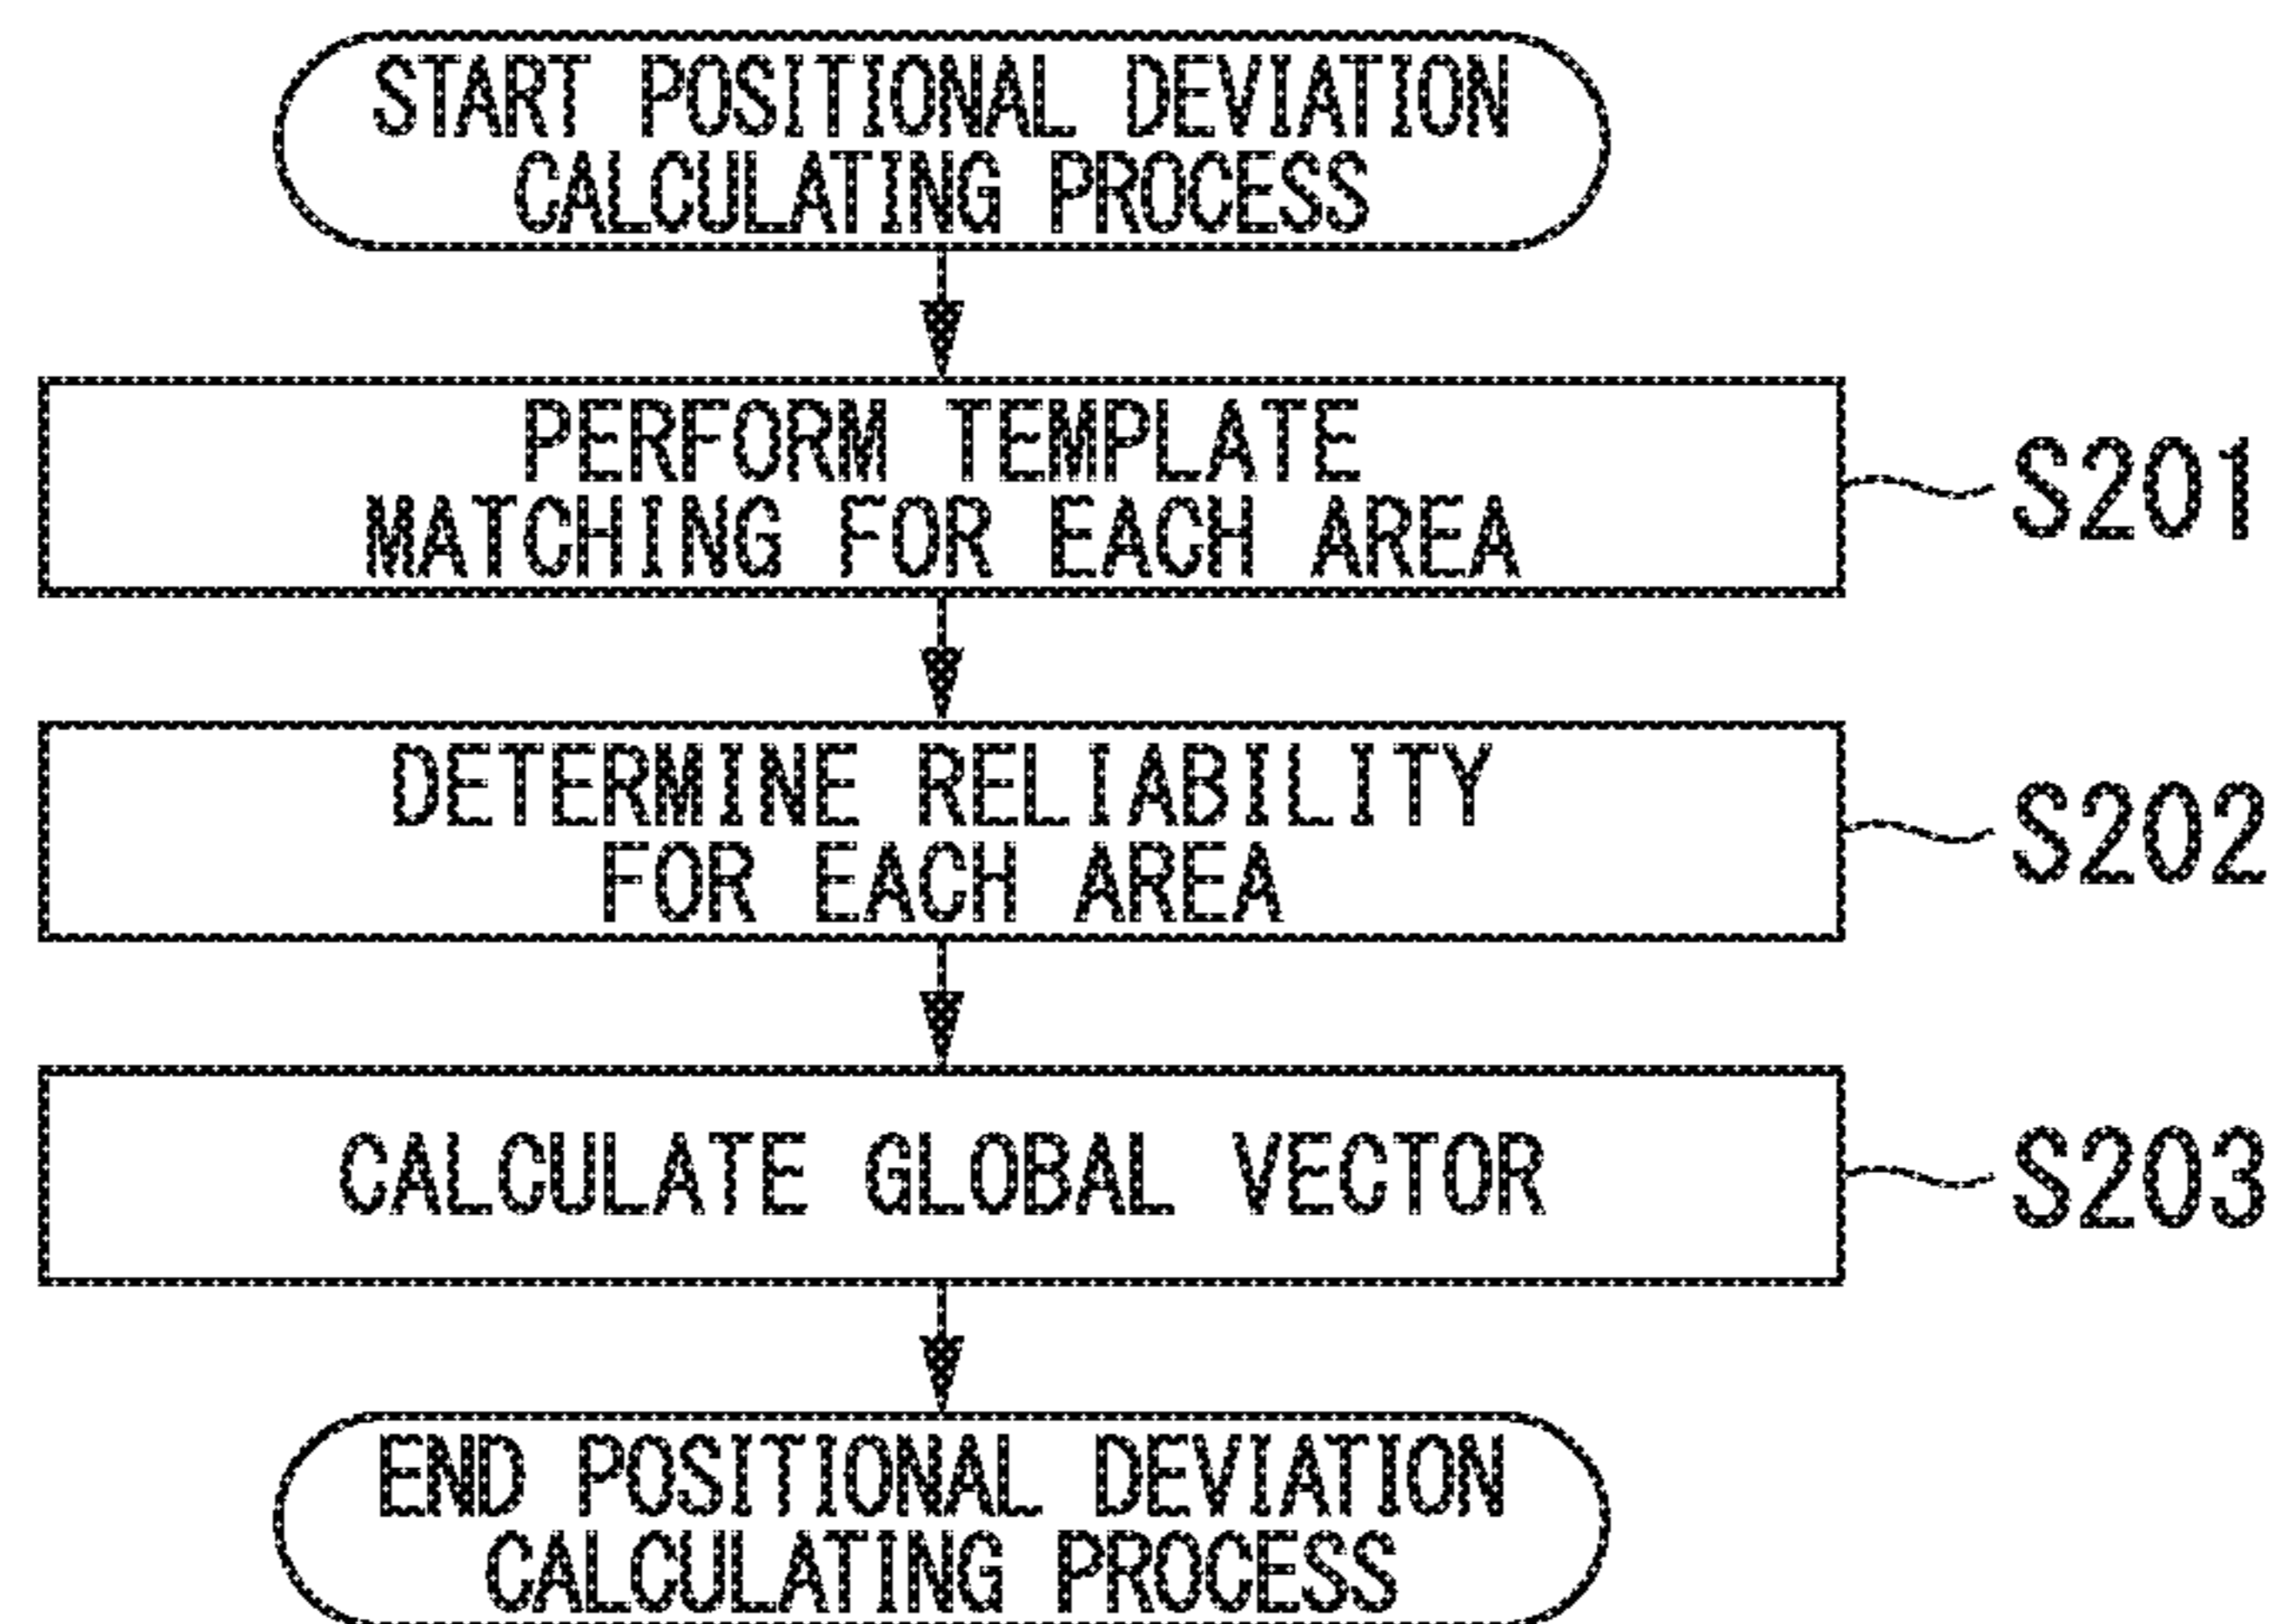 START POSITIONAL DEVIATION
CALCULATING PROCESS
PERFORM TEMPLATE
MATCHING FOR EACH AREA
S201
DETERMINE RELIABILITY
FOR EACH AREA
S202
CALCULATE GLOBAL VECTOR
S203
END POSITIONAL DEVIATION
CALCULATING PROCESS